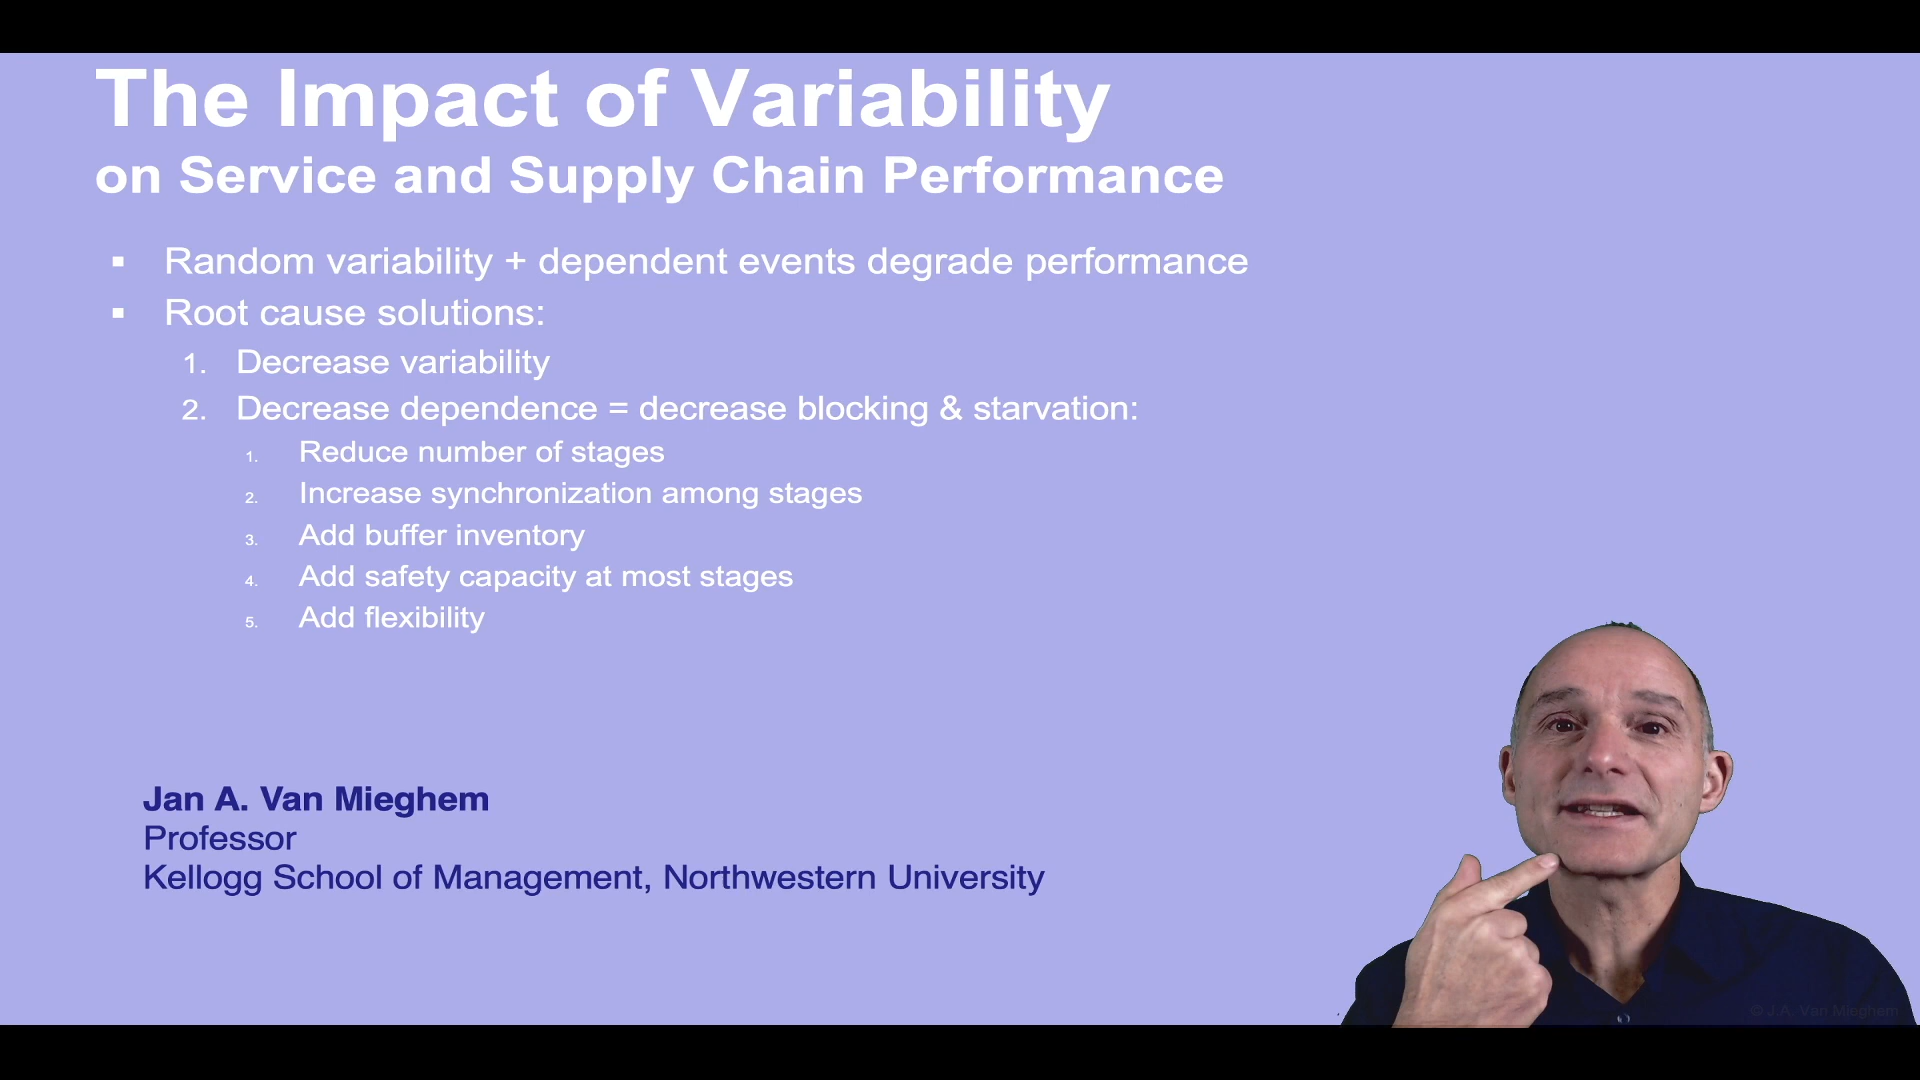 The Impact of Variability
on Service and Supply Chain Performance
▪ Random variability + dependent events degrade performance
▪ Root cause solutions:
1. Decrease variability
2. Decrease dependence = decrease blocking & starvation:
1. Reduce number of stages
2. Increase synchronization among stages
3. Add buffer inventory
4. Add safety capacity at most stages
5. Add flexibility
Jan A. Van Mieghem
Professor
Kellogg School of Management, Northwestern University
© J.A. Van Mieghem